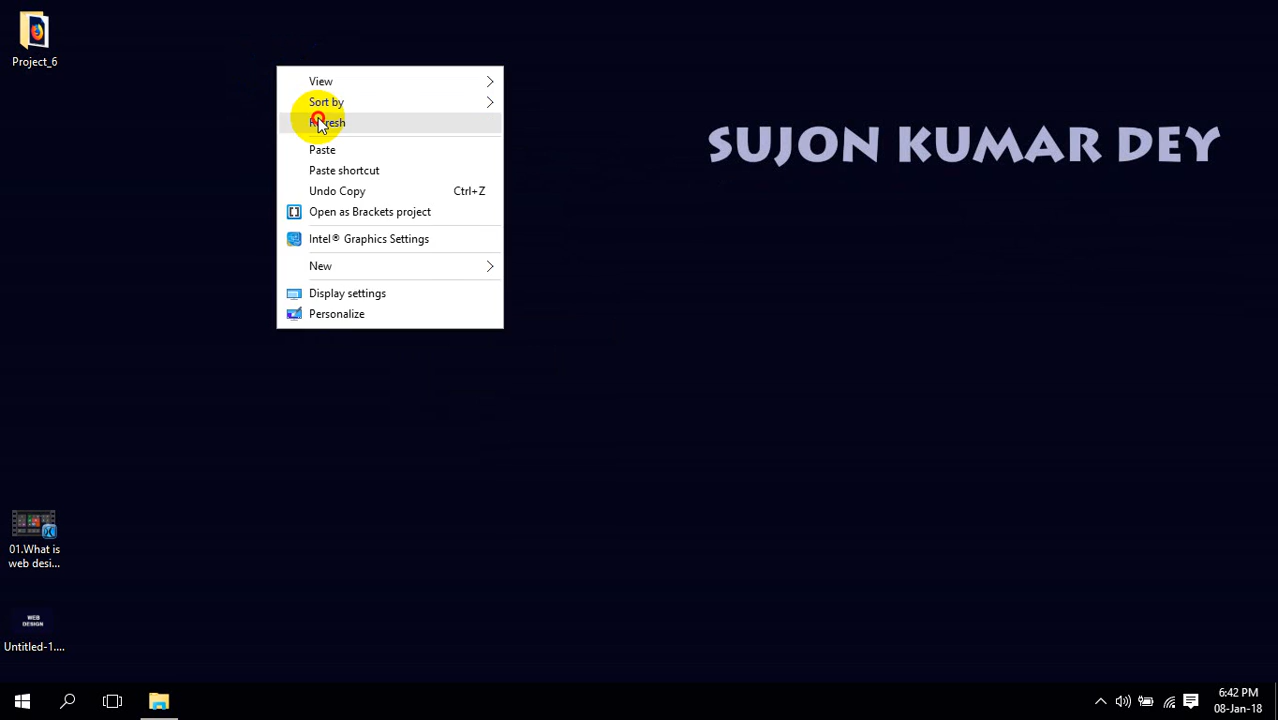 Project_6
View
Sort by
Refresh
Paste
Paste shortcut
Undo Copy Ctrl+Z
Open as Brackets project
Intel® Graphics Settings
New
Display settings
Personalize
SUJON KUMAR DEY
01.What is
web desi...
WEB
DESIGN
Untitled-1....
6:42 PM
08-Jan-18